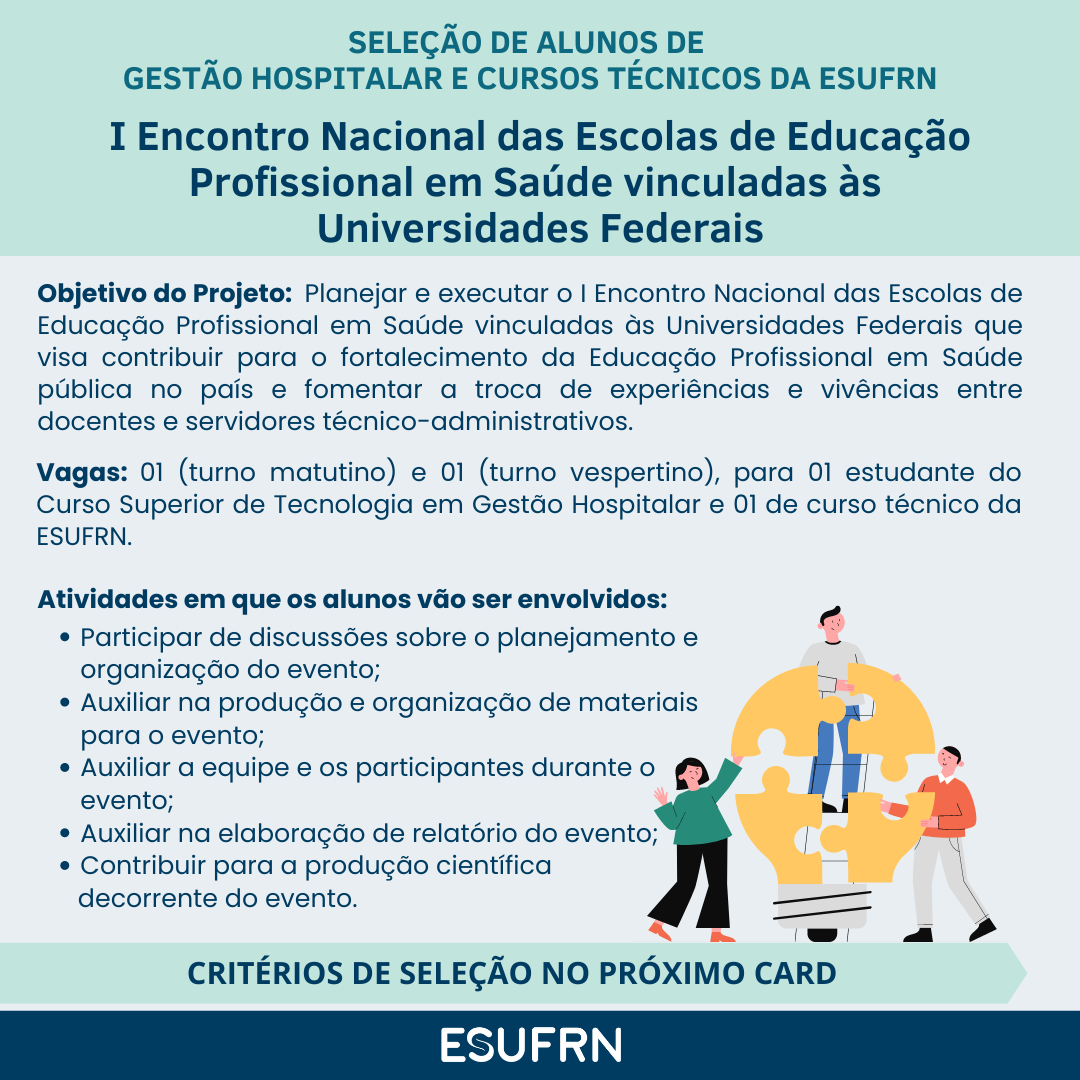 SELEÇÃO DE ALUNOS DE
GESTÃO HOSPITALAR E CURSOS TÉCNICOS DA ESUFRN
I Encontro Nacional das Escolas de Educação
Profissional em Saúde vinculadas às
Universidades Federais
Objetivo do Projeto: Planejar e executar o I Encontro Nacional das Escolas de
Educação Profissional em Saúde vinculadas às Universidades Federais que
visa contribuir para o fortalecimento da Educação Profissional em Saúde
pública no país e fomentar a troca de experiências e vivências entre
docentes e servidores técnico-administrativos.
Vagas: 01 (turno matutino) e 01 (turno vespertino), para 01 estudante do
Curso Superior de Tecnologia em Gestão Hospitalar e 01 de curso técnico da
ESUFRN.
Atividades em que os alunos vão ser envolvidos:
• Participar de discussões sobre o planejamento e
organização do evento;
• Auxiliar na produção e organização de materiais
para o evento;
• Auxiliar a equipe e os participantes durante o
evento;
• Auxiliar na elaboração de relatório do evento;
• Contribuir para a produção científica
decorrente do evento.
CRITÉRIOS DE SELEÇÃO NO PRÓXIMO CARD
ESUFRN